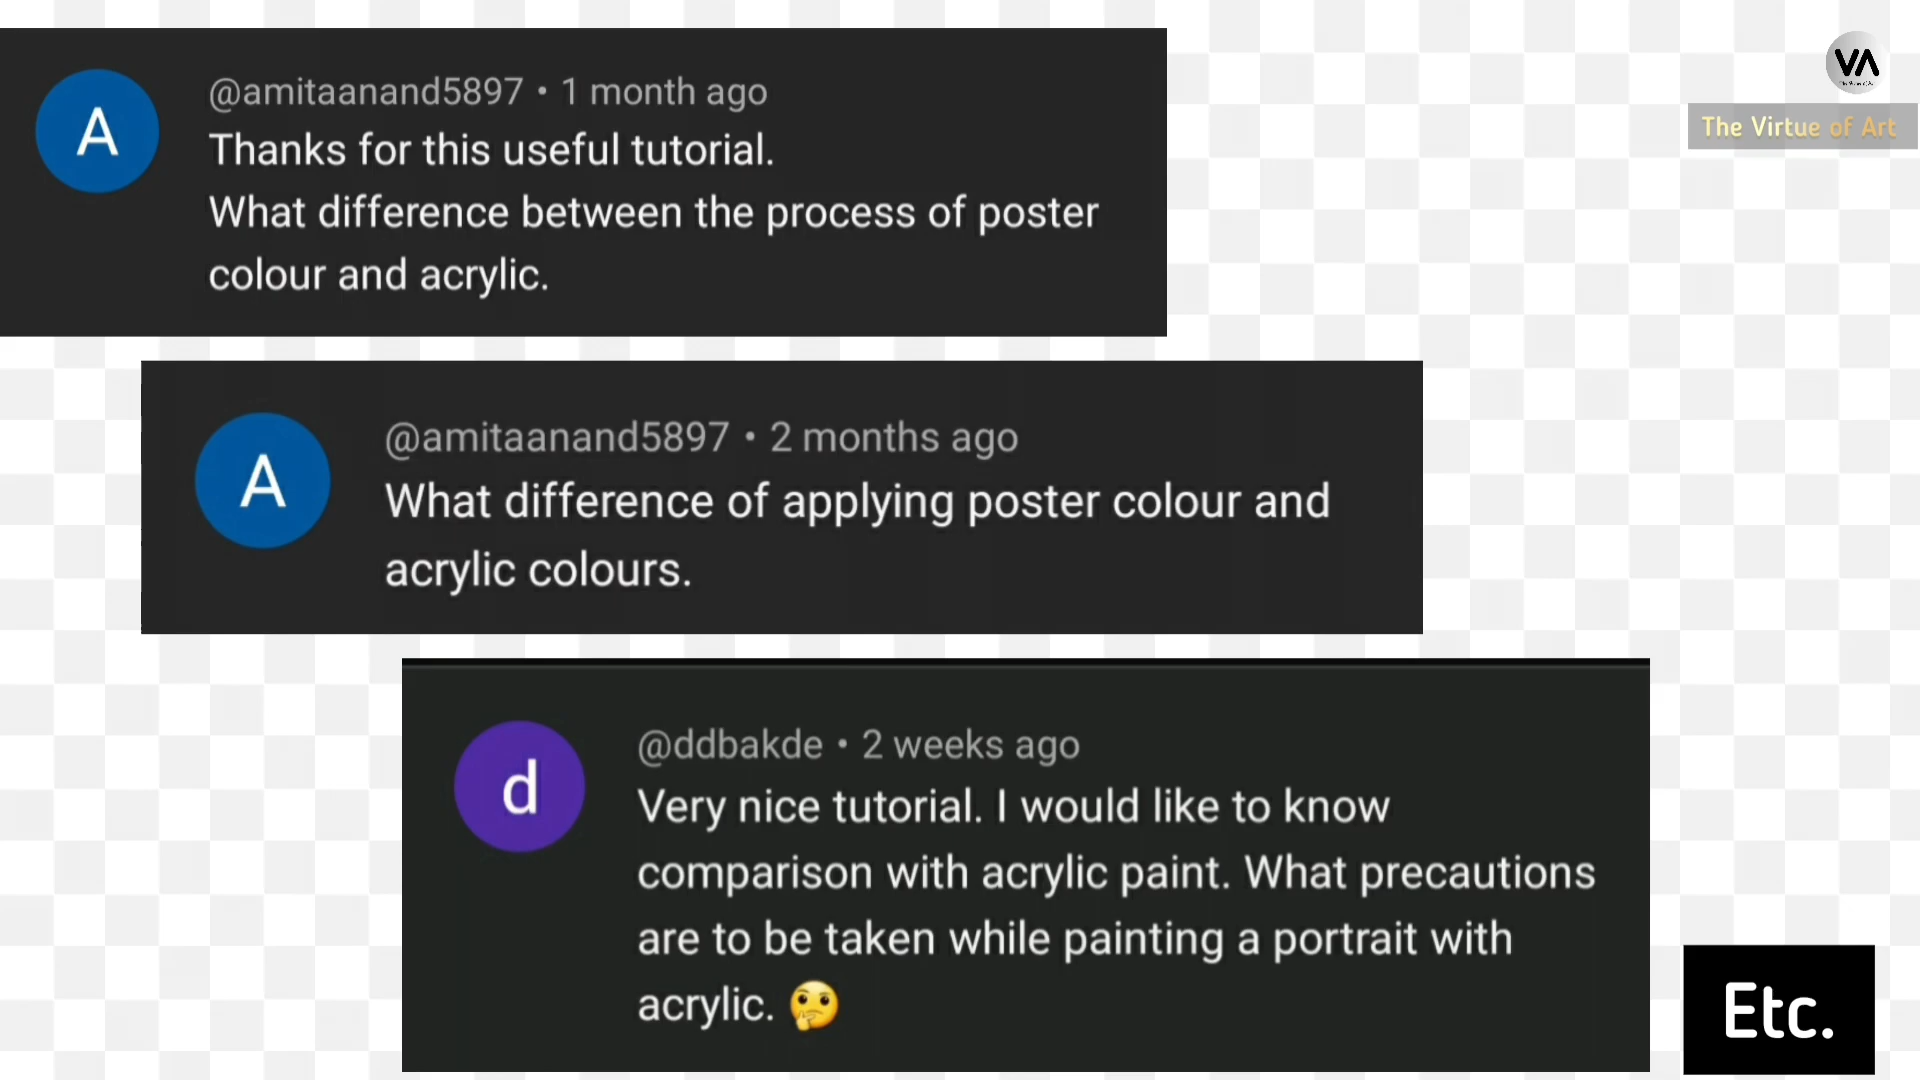 VA
The Virtue of Art
A
@amitaanand5897 • 1 month ago
Thanks for this useful tutorial.
What difference between the process of poster
colour and acrylic.
A
@amitaanand5897 • 2 months ago
What difference of applying poster colour and
acrylic colours.
d
@ddbakde • 2 weeks ago
Very nice tutorial. I would like to know
comparison with acrylic paint. What precautions
are to be taken while painting a portrait with
acrylic. 🤔
Etc.